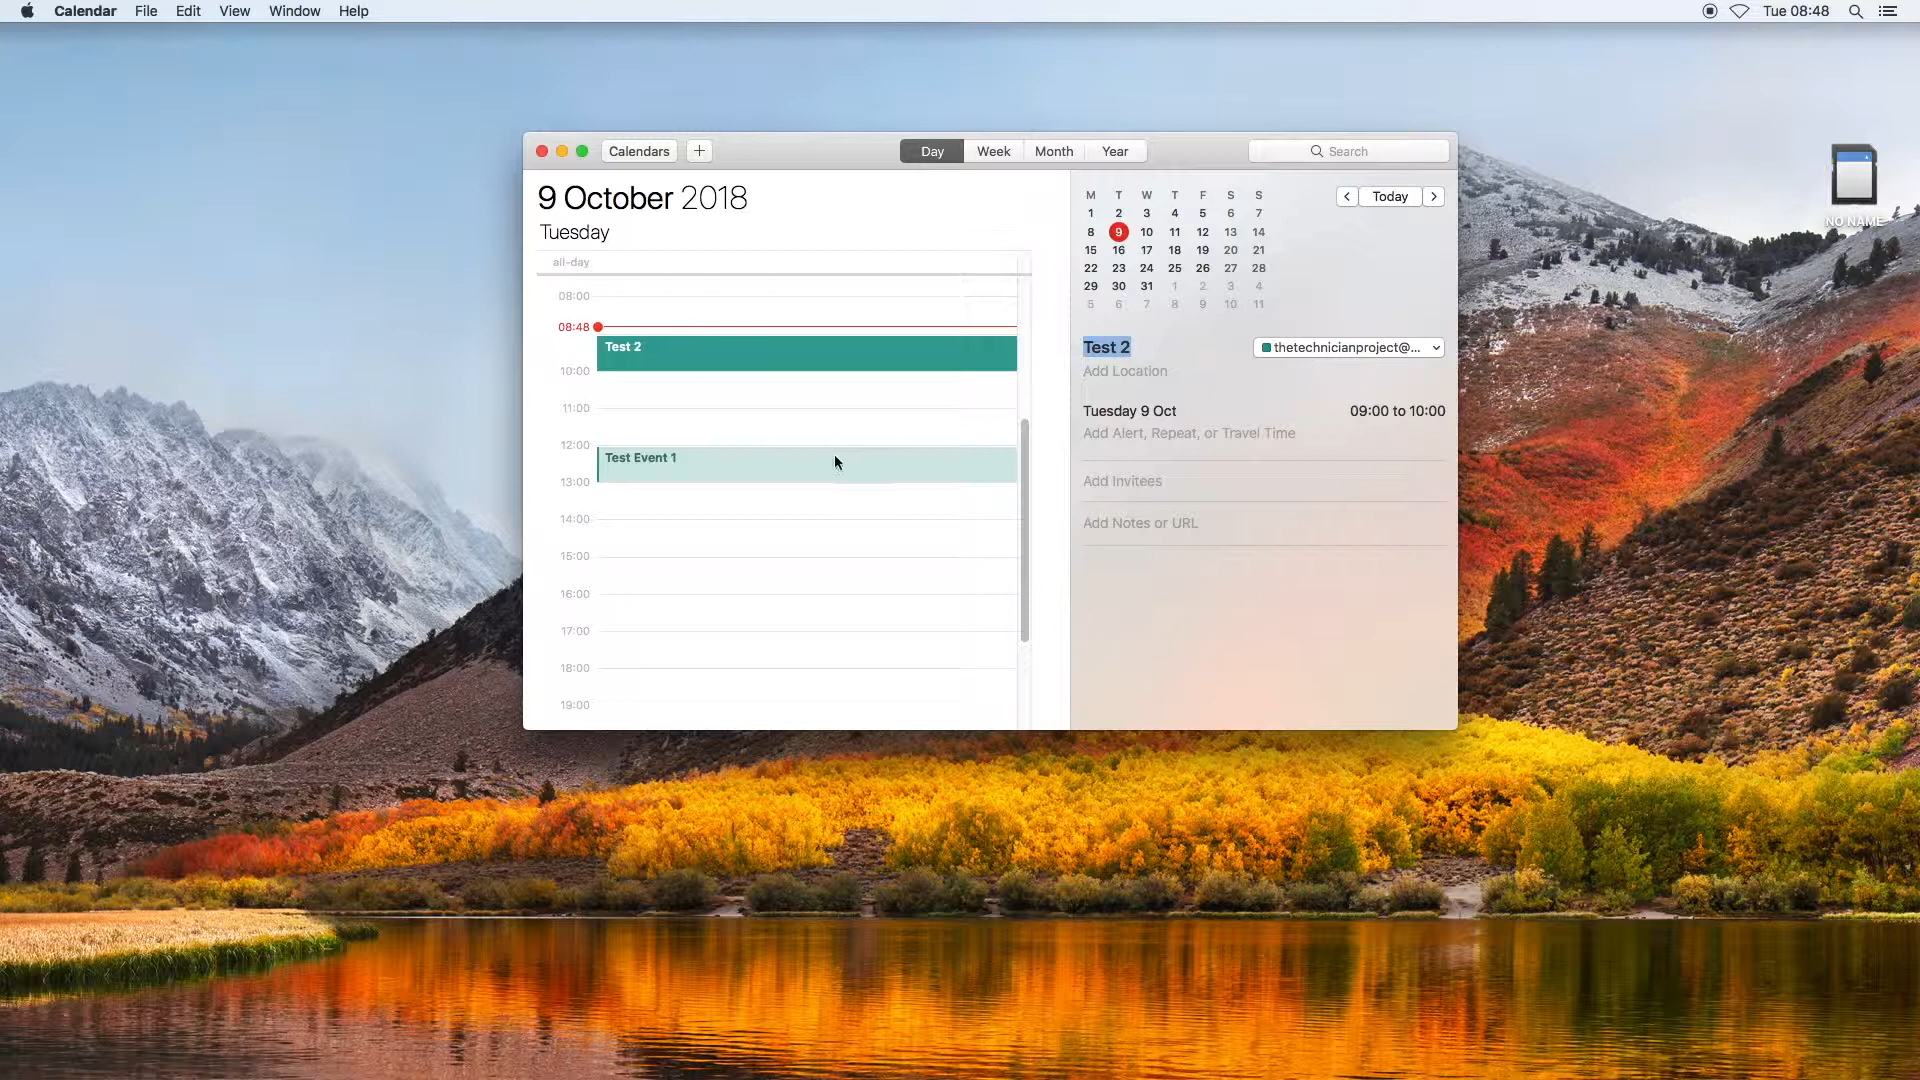 Calendar File Edit View Window Help Tue 08:48
Calendars + Day Week Month Year Search
9 October 2018
Tuesday
all-day
08:00
08:48
Test 2
10:00
11:00
12:00
Test Event 1
13:00
14:00
15:00
16:00
17:00
18:00
19:00
M T W T F S S
< Today >
1 2 3 4 5 6 7
8 9 10 11 12 13 14
15 16 17 18 19 20 21
22 23 24 25 26 27 28
29 30 31 1 2 3 4
5 6 7 8 9 10 11
Test 2 thetechnicianproject@...
Add Location
Tuesday 9 Oct 09:00 to 10:00
Add Alert, Repeat, or Travel Time
Add Invitees
Add Notes or URL
NO NAME